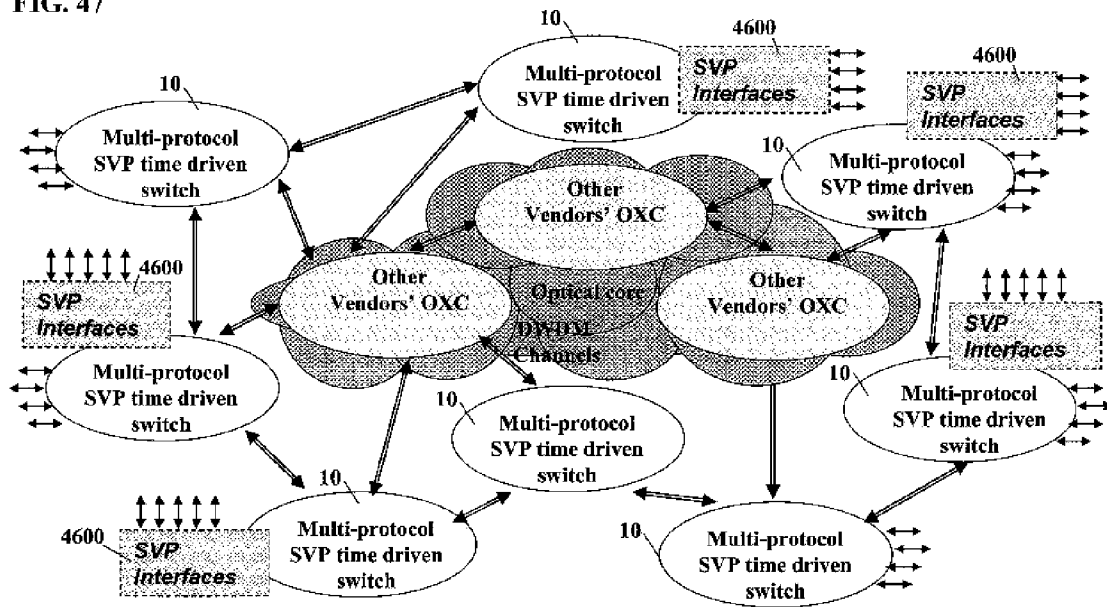 FIG. 47
10
Multi-protocol
SVP time driven
switch
4600
SVP
Interfaces
4600
SVP
Interfaces
10
Multi-protocol
SVP time driven
switch
10
Multi-protocol
SVP time driven
switch
Other
Vendors' OXC
Other
Vendors' OXC
Optical core
DWDM
Channels
Other
Vendors' OXC
4600
SVP
Interfaces
Multi-protocol
SVP time driven
switch
SVP
Interfaces
10
Multi-protocol
SVP time driven
switch
10
Multi-protocol
SVP time driven
switch
4600
SVP
Interfaces
10
Multi-protocol
SVP time driven
switch
10
Multi-protocol
SVP time driven
switch